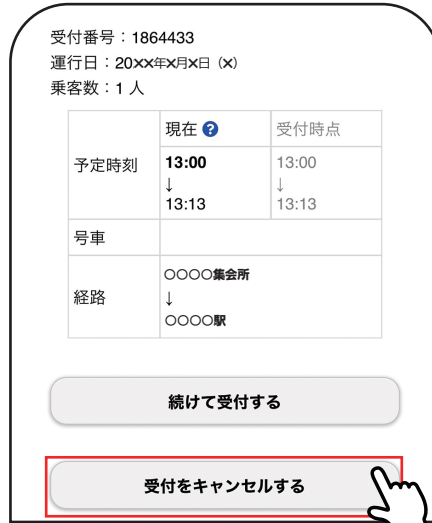 受付番号：1864433
運行日：20××年×月×日（×）
乗客数：1 人
現在 ?
受付時点
予定時刻
13:00
↓
13:13
13:00
↓
13:13
号車
経路
○○○○集会所
↓
○○○○駅
続けて受付する
受付をキャンセルする